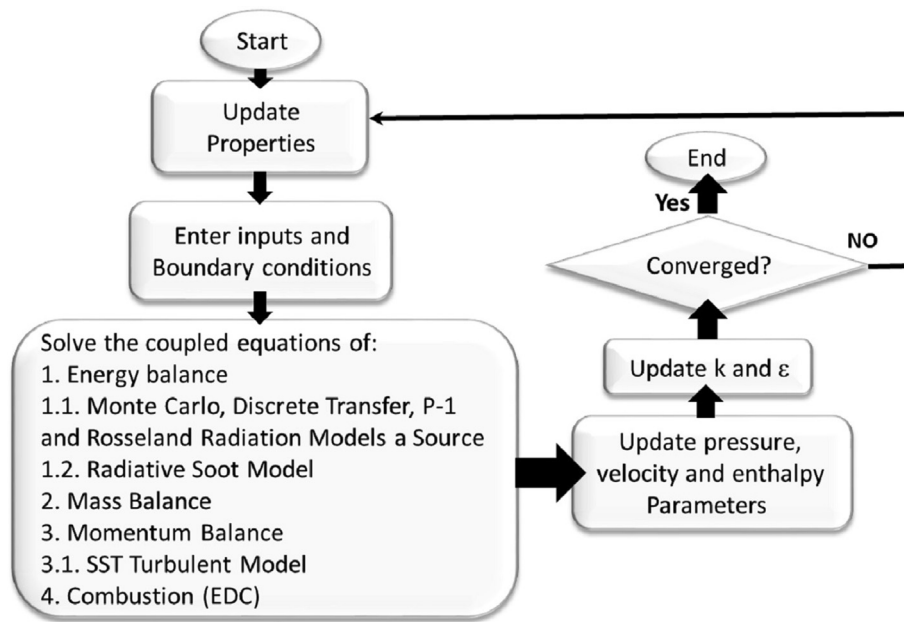 Start
Update
Properties
Enter inputs and
Boundary conditions
Solve the coupled equations of:
1. Energy balance
1.1. Monte Carlo, Discrete Transfer, P-1
and Rosseland Radiation Models a Source
1.2. Radiative Soot Model
2. Mass Balance
3. Momentum Balance
3.1. SST Turbulent Model
4. Combustion (EDC)
Update pressure,
velocity and enthalpy
Parameters
Update k and ε
Converged?
NO
Yes
End